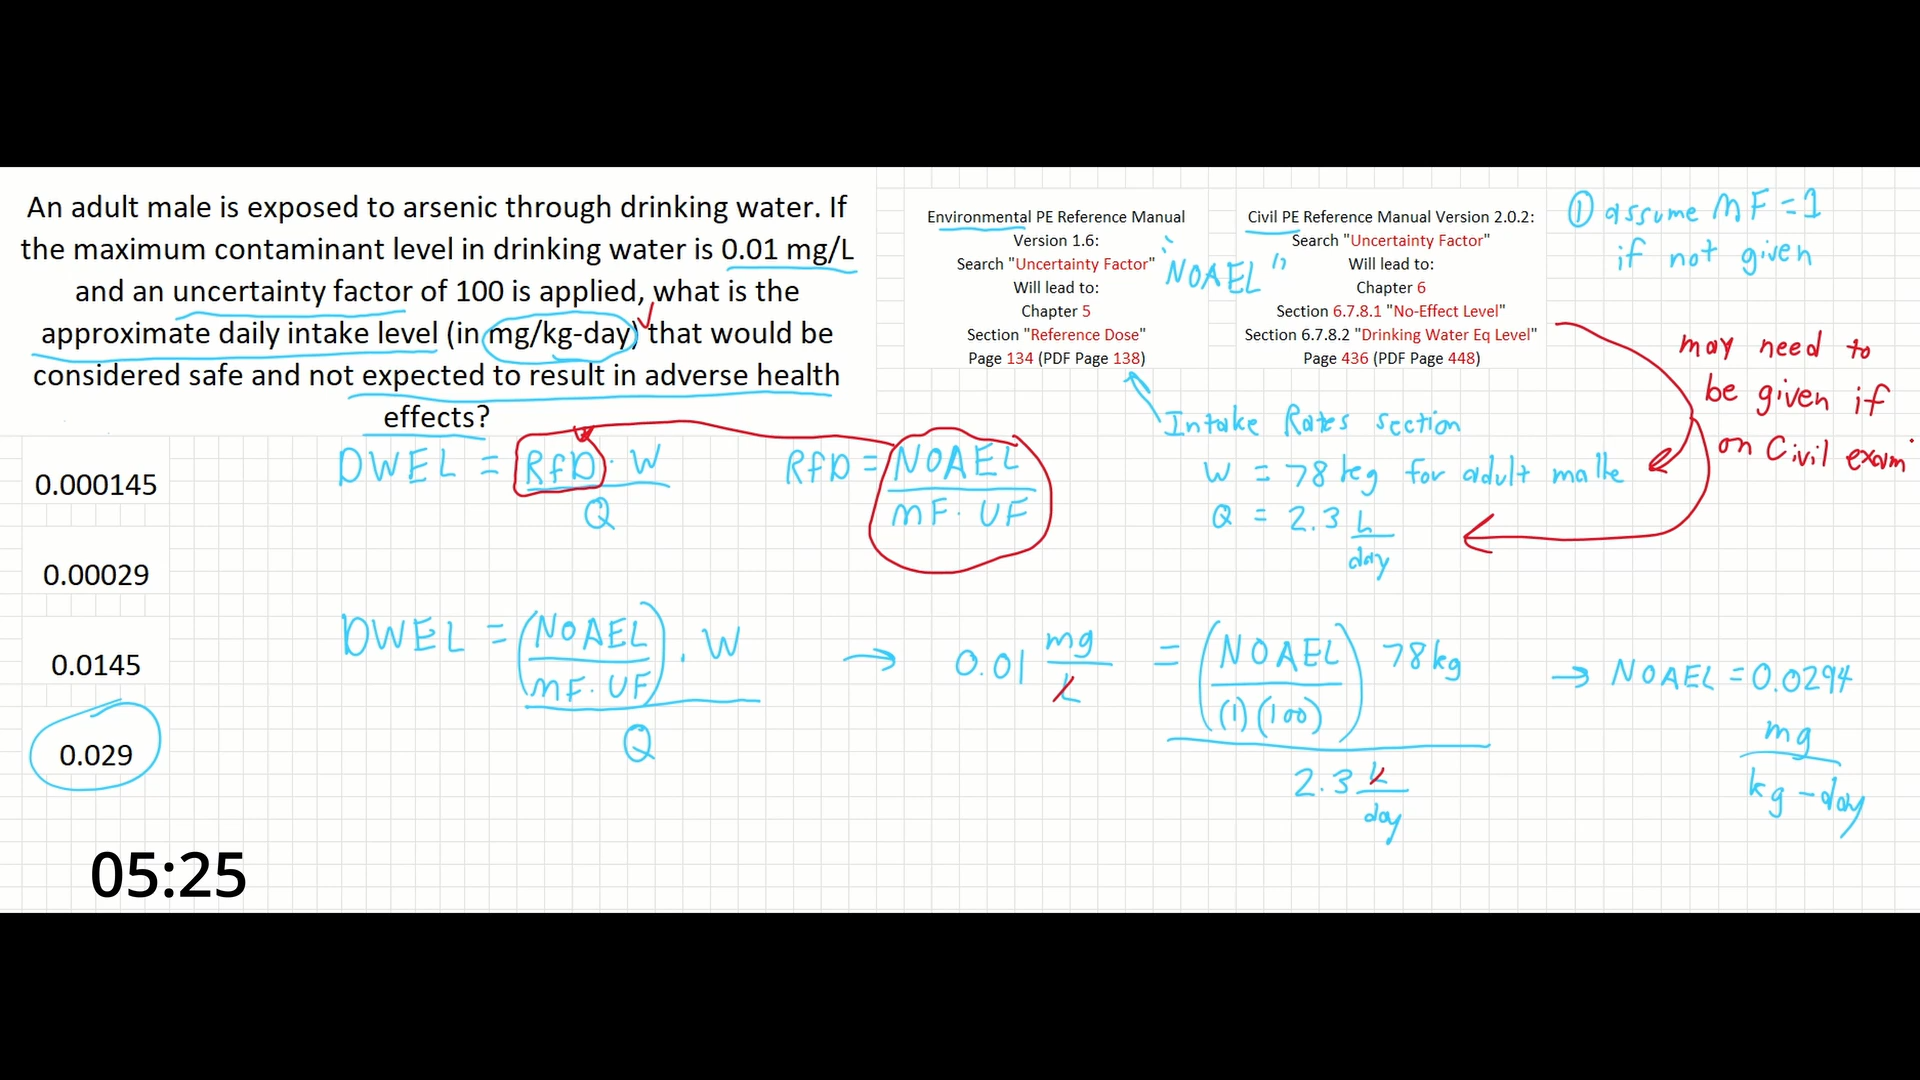 An adult male is exposed to arsenic through drinking water. If
the maximum contaminant level in drinking water is 0.01 mg/L
and an uncertainty factor of 100 is applied, what is the
approximate daily intake level (in mg/kg-day) that would be
considered safe and not expected to result in adverse health
effects?
0.000145
0.00029
0.0145
0.029
05:25
Environmental PE Reference Manual
Version 1.6:
Search "Uncertainty Factor"
Will lead to:
Chapter 5
Section "Reference Dose"
Page 134 (PDF Page 138)
"NOAEL"
Civil PE Reference Manual Version 2.0.2:
Search "Uncertainty Factor"
Will lead to:
Chapter 6
Section 6.7.8.1 "No-Effect Level"
Section 6.7.8.2 "Drinking Water Eq Level"
Page 436 (PDF Page 448)
① assume MF = 1
if not given
may need to
be given if
on Civil exam
Intake Rates section
W = 78 kg for adult malle
Q = 2.3 L
day
DWEL = RfD · W
Q
RfD = NOAEL
MF · UF
DWEL = (NOAEL) · W
(MF · UF)
Q
→ 0.01 mg
L
= (NOAEL) 78kg
(1)(100)
2.3 L
day
→ NOAEL = 0.0294
mg
kg-day